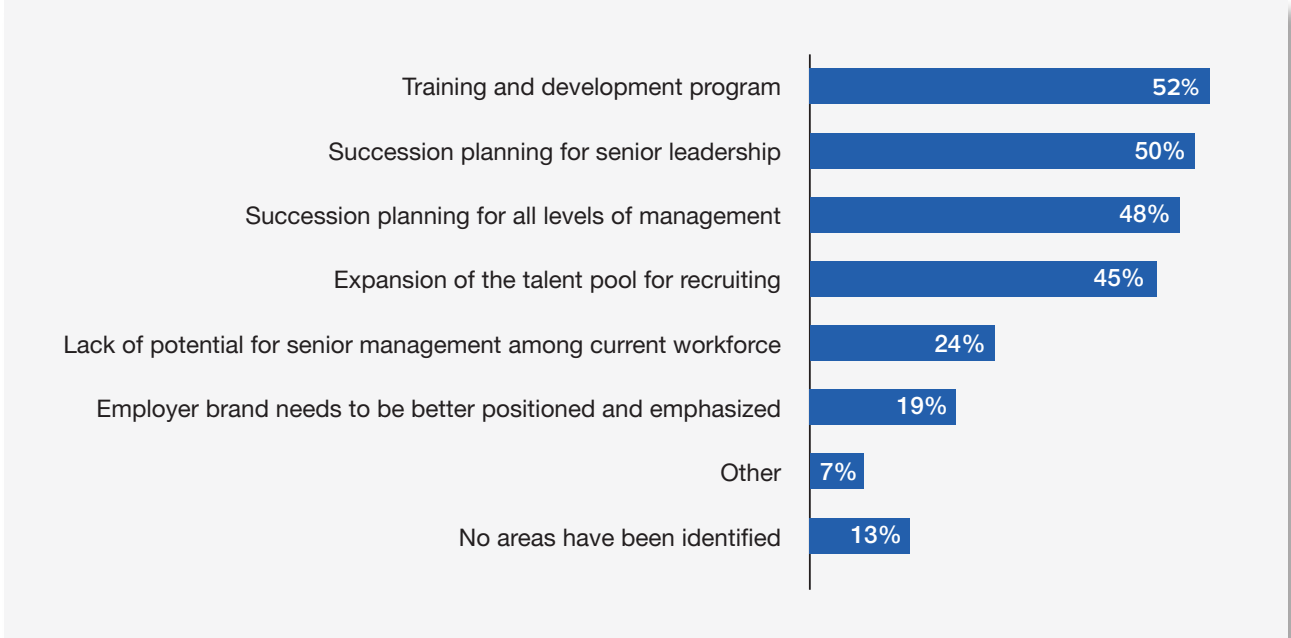 Training and development program 52%
Succession planning for senior leadership 50%
Succession planning for all levels of management 48%
Expansion of the talent pool for recruiting 45%
Lack of potential for senior management among current workforce 24%
Employer brand needs to be better positioned and emphasized 19%
Other 7%
No areas have been identified 13%